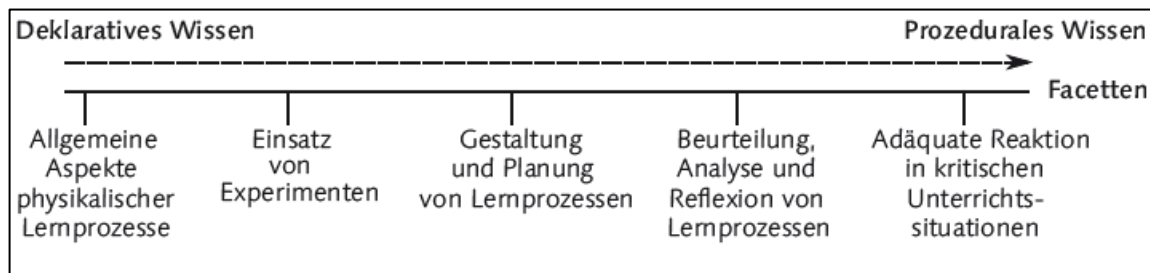 Deklaratives Wissen Prozedurales Wissen
Facetten
Allgemeine
Aspekte
physikalischer
Lernprozesse
Einsatz
von
Experimenten
Gestaltung
und Planung
von Lernprozessen
Beurteilung,
Analyse und
Reflexion von
Lernprozessen
Adäquate Reaktion
in kritischen
Unterrichts-
situationen